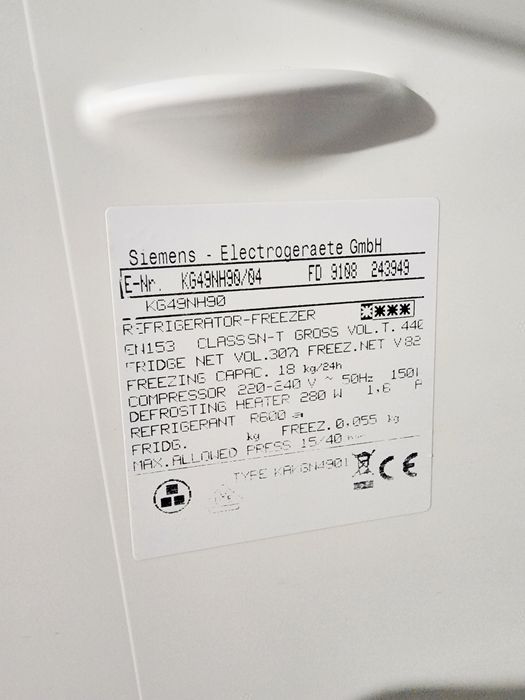 Siemens - Electrogeraete GmbH
E-Nr. KG49NH90/04 FD 9108 243949
KG49NH90
REFRIGERATOR-FREEZER
EN153 CLASS SN-T GROSS VOL.T. 440
FRIDGE NET VOL.307l FREEZ.NET V 82
FREEZING CAPAC. 18 kg/24h
COMPRESSOR 220-240 V ~ 50Hz 150
DEFROSTING HEATER 280 W 1,6 A
REFRIGERANT R600 a
FRIDG. kg FREEZ. 0,055 kg
MAX. ALLOWED PRESS 15/40
TYPE KAKGN4901 CE